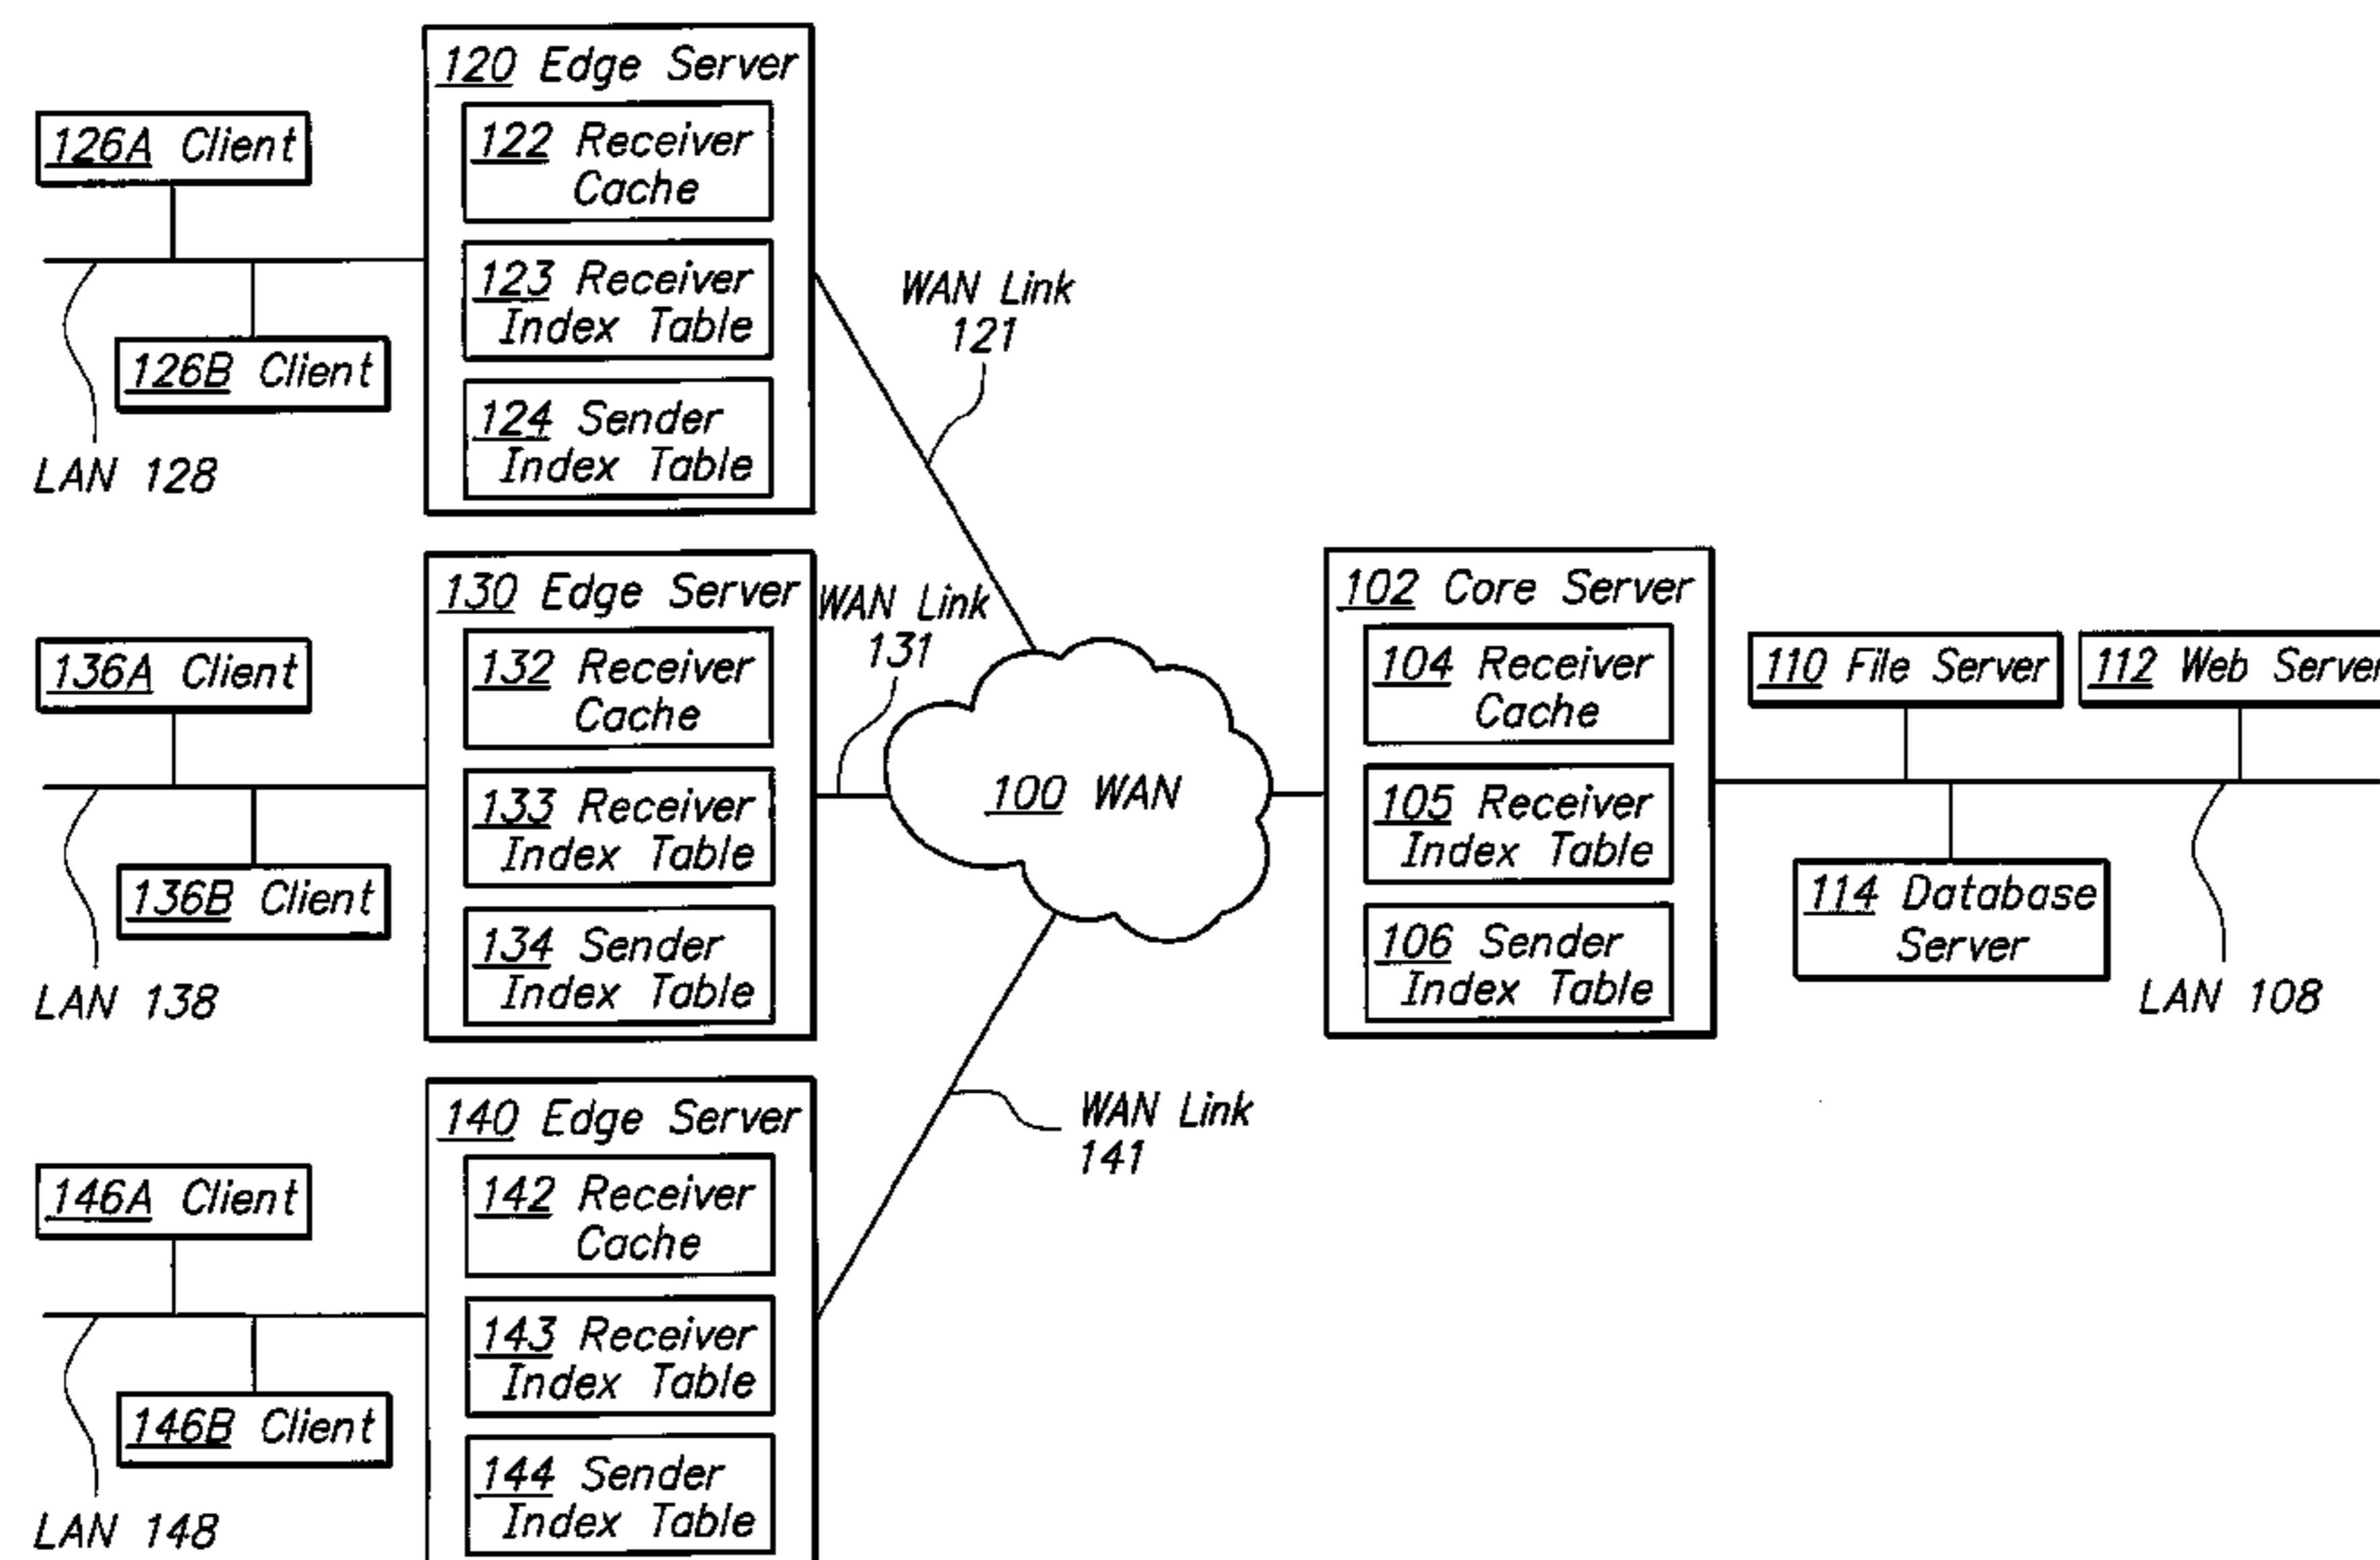 120 Edge Server
122 Receiver
Cache
123 Receiver
Index Table
124 Sender
Index Table
126A Client
126B Client
LAN 128
WAN Link
121
130 Edge Server
132 Receiver
Cache
133 Receiver
Index Table
134 Sender
Index Table
136A Client
136B Client
LAN 138
WAN Link
131
140 Edge Server
142 Receiver
Cache
143 Receiver
Index Table
144 Sender
Index Table
146A Client
146B Client
LAN 148
WAN Link
141
100 WAN
102 Core Server
104 Receiver
Cache
105 Receiver
Index Table
106 Sender
Index Table
110 File Server
112 Web Server
114 Database
Server
LAN 108